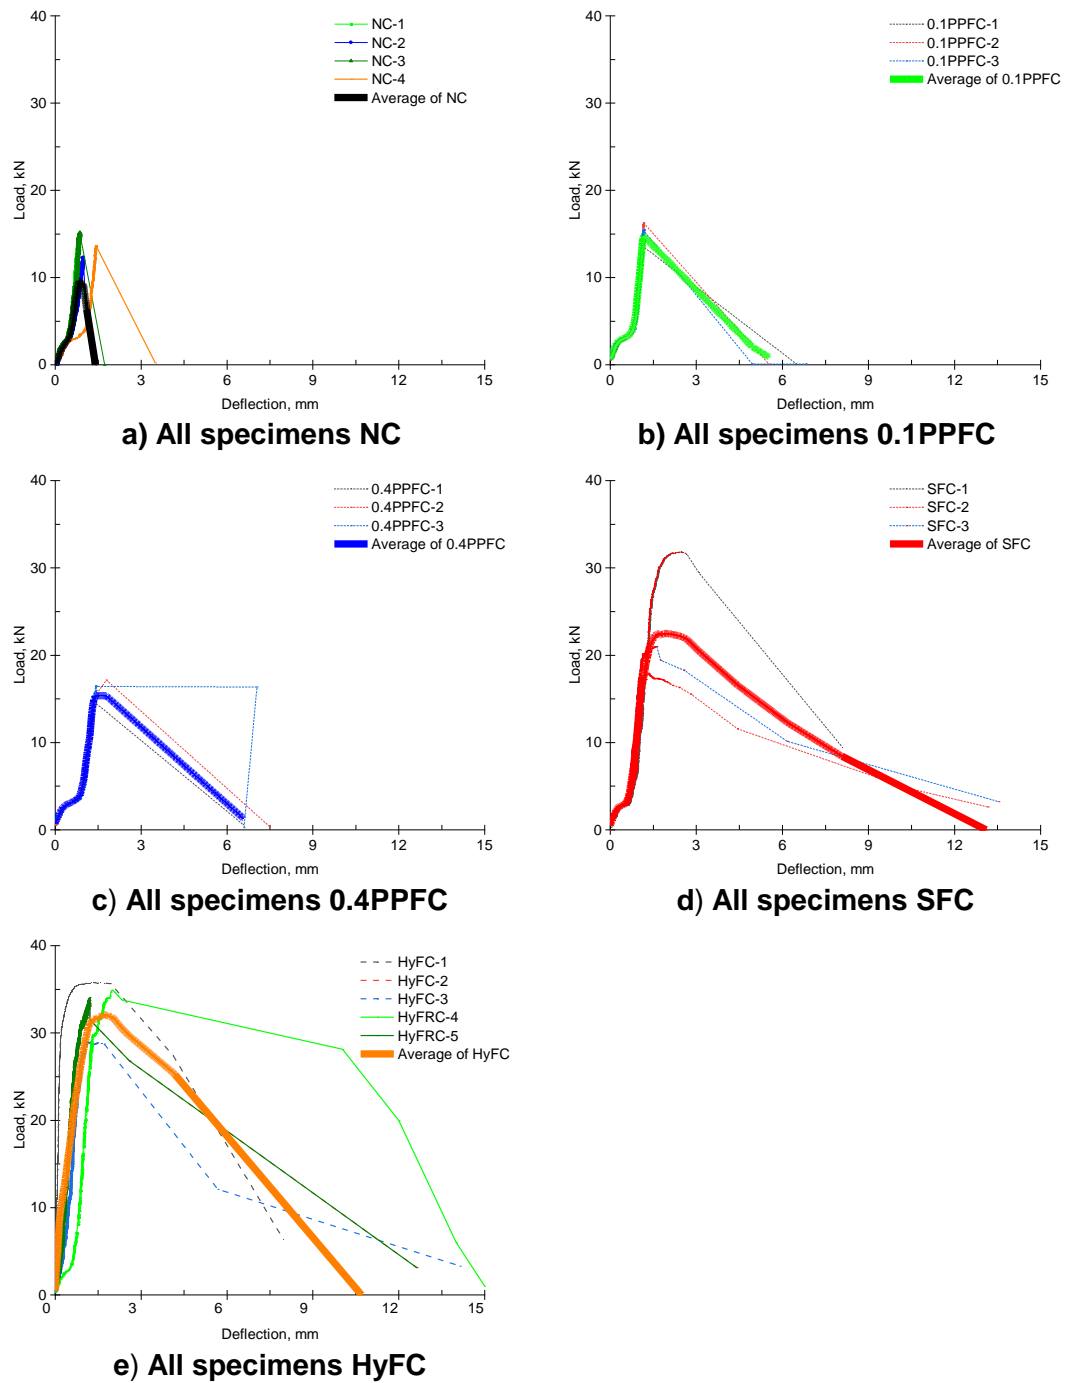 40
30
20
10
0
Load, kN
0 3 6 9 12 15
Deflection, mm
NC-1
NC-2
NC-3
NC-4
Average of NC
a) All specimens NC
40
30
20
10
0
Load, kN
0 3 6 9 12 15
Deflection, mm
0.1PPFC-1
0.1PPFC-2
0.1PPFC-3
Average of 0.1PPFC
b) All specimens 0.1PPFC
40
30
20
10
0
Load, kN
0 3 6 9 12 15
Deflection, mm
0.4PPFC-1
0.4PPFC-2
0.4PPFC-3
Average of 0.4PPFC
c) All specimens 0.4PPFC
40
30
20
10
0
Load, kN
0 3 6 9 12 15
Deflection, mm
SFC-1
SFC-2
SFC-3
Average of SFC
d) All specimens SFC
40
30
20
10
0
Load, kN
0 3 6 9 12 15
Deflection, mm
HyFC-1
HyFC-2
HyFC-3
HyFRC-4
HyFRC-5
Average of HyFC
e) All specimens HyFC